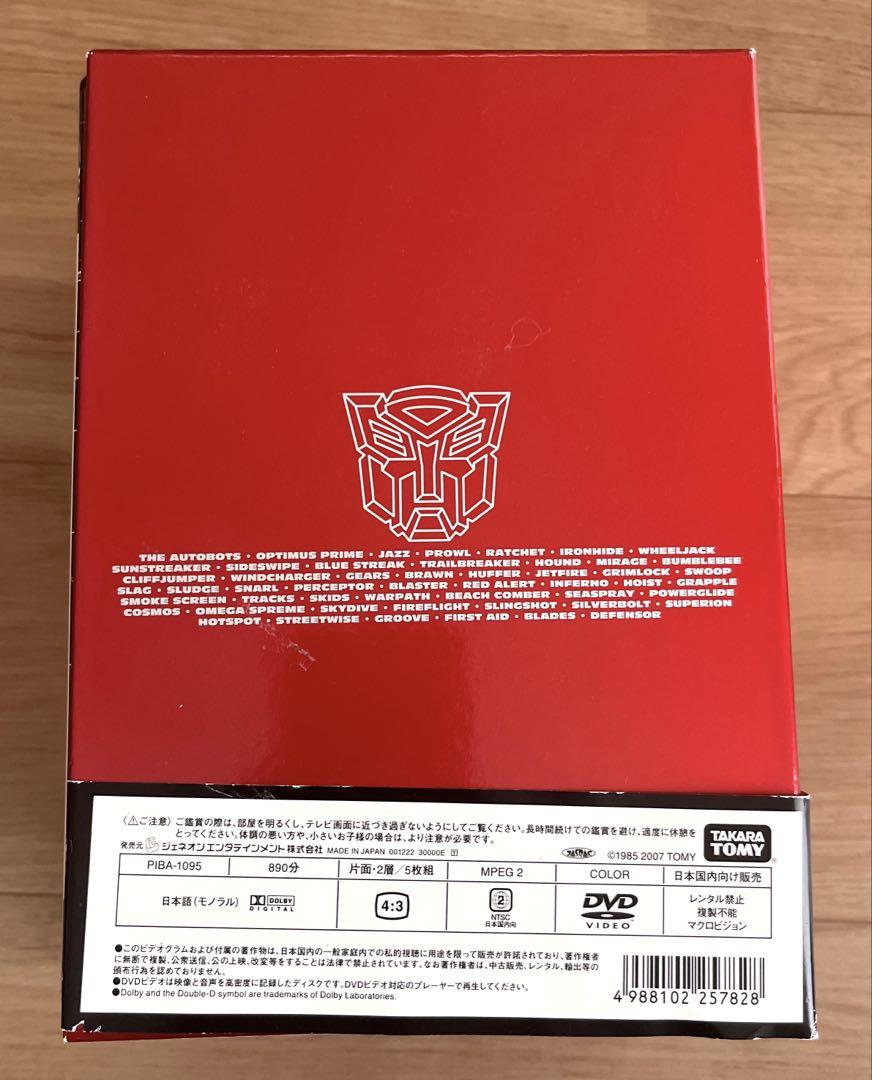 THE AUTOBOTS・OPTIMUS PRIME・JAZZ・PROWL・RATCHET・IRONHIDE・WHEELJACK
SUNSTREAKER・SIDESWIPE・BLUE STREAK・TRAILBREAKER・HOUND・MIRAGE・BUMBLEBEE
CLIFFJUMPER・WINDCHARGER・GEARS・BRAWN・HUFFER・JETFIRE・GRIMLOCK・SWOOP
SLAG・SLUDGE・SNARL・PERCEPTOR・BLASTER・RED ALERT・INFERNO・HOIST・GRAPPLE
SMOKE SCREEN・TRACKS・SKIDS・WARPATH・BEACH COMBER・SEASPRAY・POWERGLIDE
COSMOS・OMEGA SPREME・SKYDIVE・FIREFLIGHT・SLINGSHOT・SILVERBOLT・SUPERION
HOTSPOT・STREETWISE・GROOVE・FIRST AID・BLADES・DEFENSOR
〈⚠ご注意〉ご鑑賞の際は、部屋を明るくし、テレビ画面に近づき過ぎないようにしてご覧ください。長時間続けての鑑賞を避け、適度に休憩を
とってください。体調の悪い方や、小さいお子様の場合は、より注意が必要です。
発売元 ジェネオン エンタテインメント株式会社 MADE IN JAPAN 001222 30000E
©1985 2007 TOMY
TAKARA
TOMY
PIBA-1095 890分 片面・2層/5枚組 MPEG 2 COLOR 日本国内向け販売
日本語(モノラル) DOLBY
DIGITAL
4:3
2
NTSC
日本国内向
DVD
VIDEO
レンタル禁止
複製不能
マクロビジョン
●このビデオグラムおよび付属の著作物は、日本国内の一般家庭内での私的視聴に用途を限って販売が許諾されており、著作権者
に無断で複製、公衆送信、公の上映、改変等をすることは法律で禁止されています。なお著作権者は、中古販売、レンタル、輸出等の
頒布行為を認めておりません。
●DVDビデオは映像と音声を高密度に記録したディスクです。DVDビデオ対応のプレーヤーで再生してください。
●Dolby and the Double-D symbol are trademarks of Dolby Laboratories.
4 988102 257828